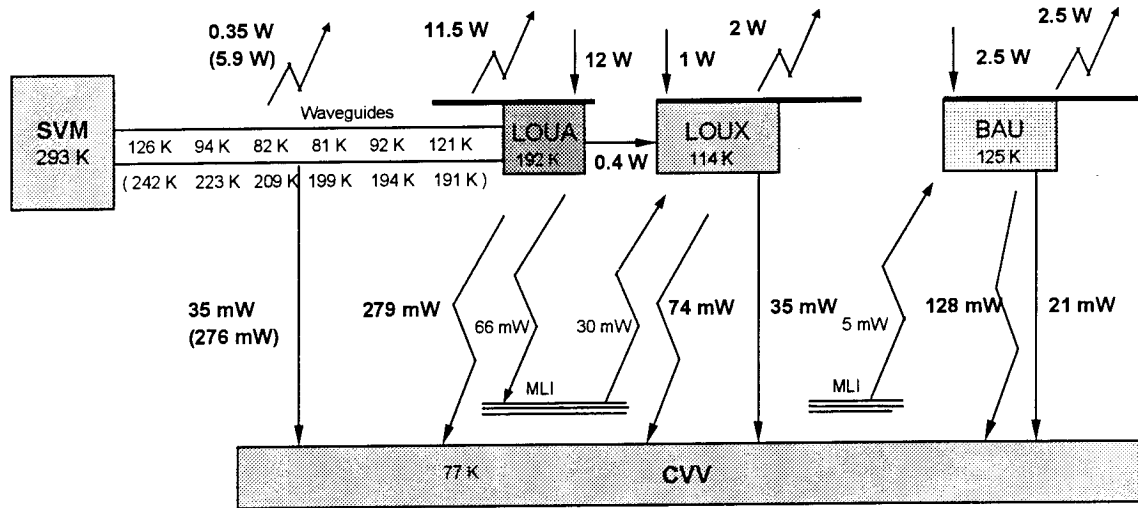 0.35 W
(5.9 W)
11.5 W
12 W
1 W
2 W
2.5 W
2.5 W
SVM
293 K
Waveguides
126 K 94 K 82 K 81 K 92 K 121 K
( 242 K 223 K 209 K 199 K 194 K 191 K )
LOUA
192 K
0.4 W
LOUX
114 K
BAU
125 K
35 mW
(276 mW)
279 mW
66 mW
30 mW
74 mW
35 mW
5 mW
128 mW
21 mW
MLI
MLI
77 K
CVV